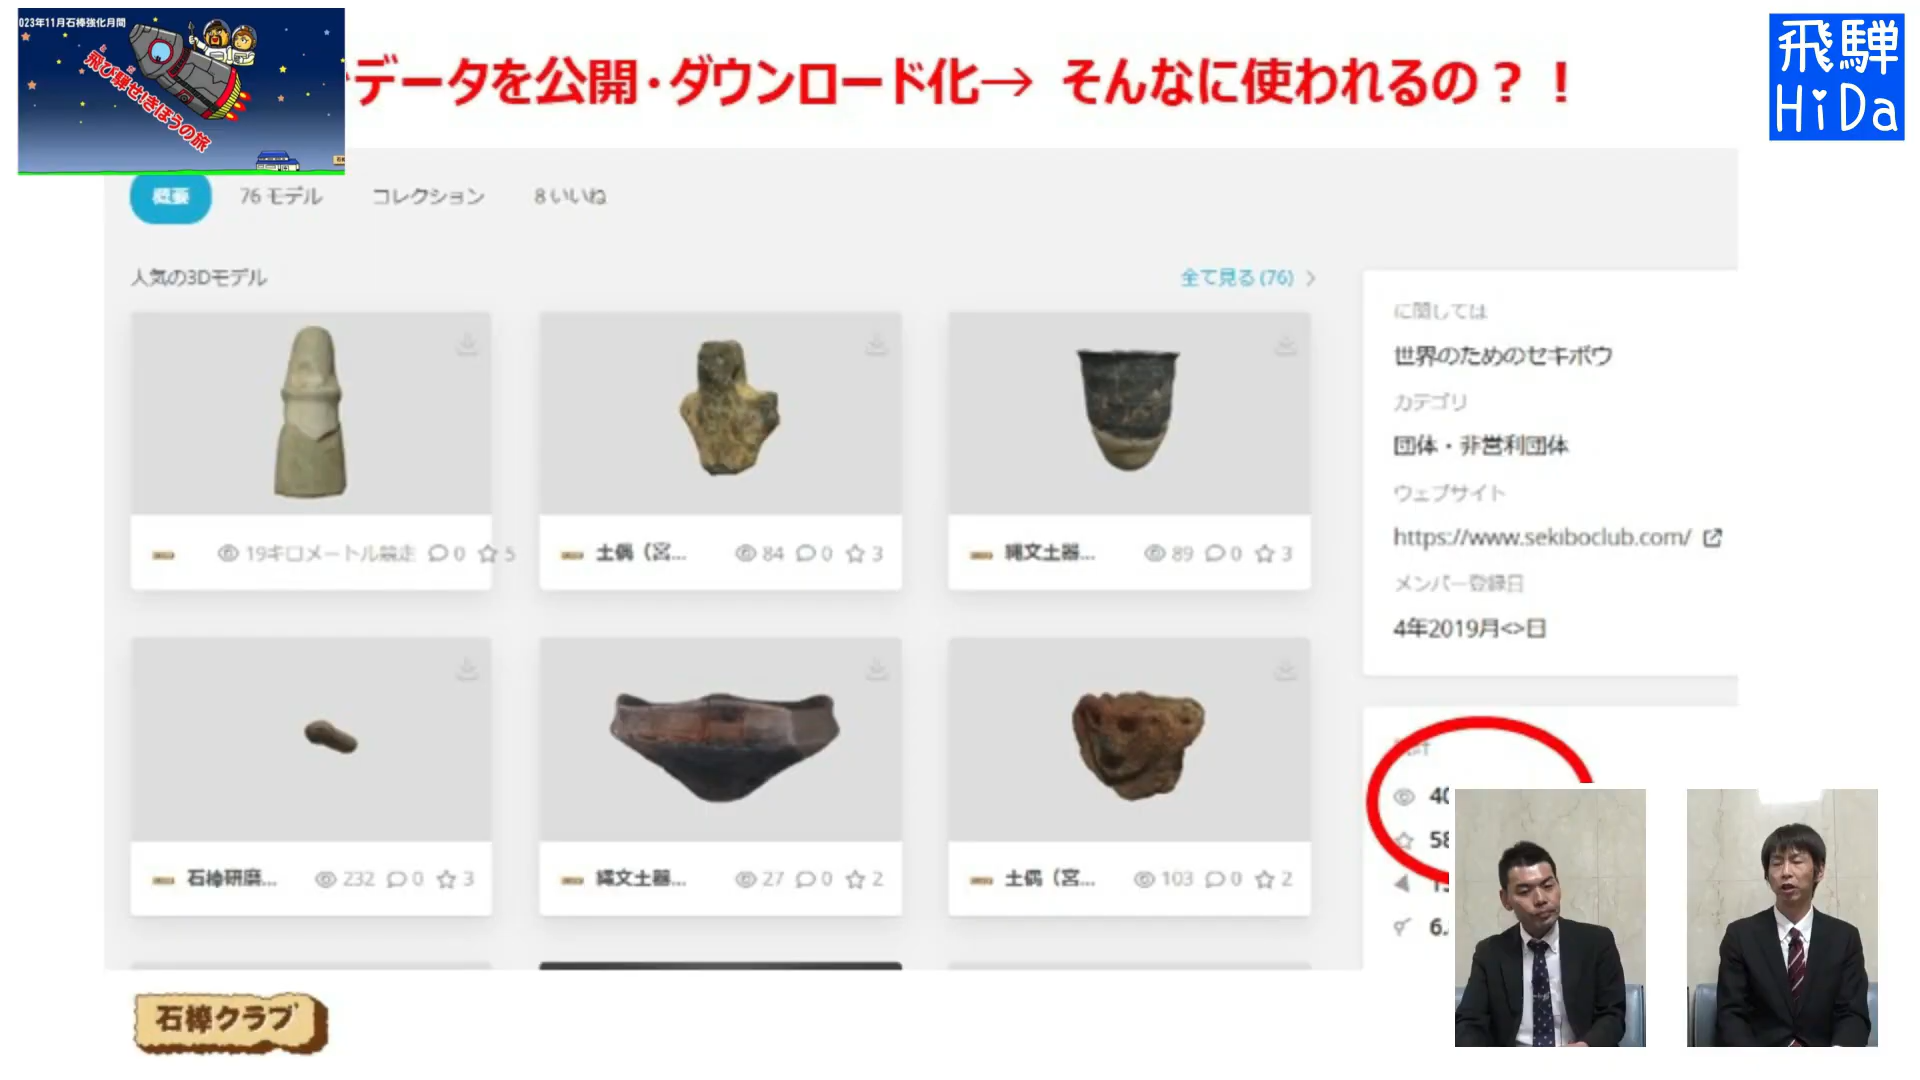 023年11月石棒強化月間
飛び騨せ!きぼうの旅
データを公開・ダウンロード化→ そんなに使われるの？！
飛騨
HiDa
概要
76 モデル
コレクション
8 いいね
人気の3Dモデル
全て見る (76)
に関しては
世界のためのセキボウ
カテゴリ
団体・非営利団体
ウェブサイト
https://www.sekiboclub.com/
メンバー登録日
4年2019月<>日
19キロメートル競走 0 5
土偶（宮... 84 0 3
縄文土器... 89 0 3
石棒研磨... 232 0 3
縄文土器... 27 0 2
土偶（宮... 103 0 2
40
58
6.
石棒クラブ